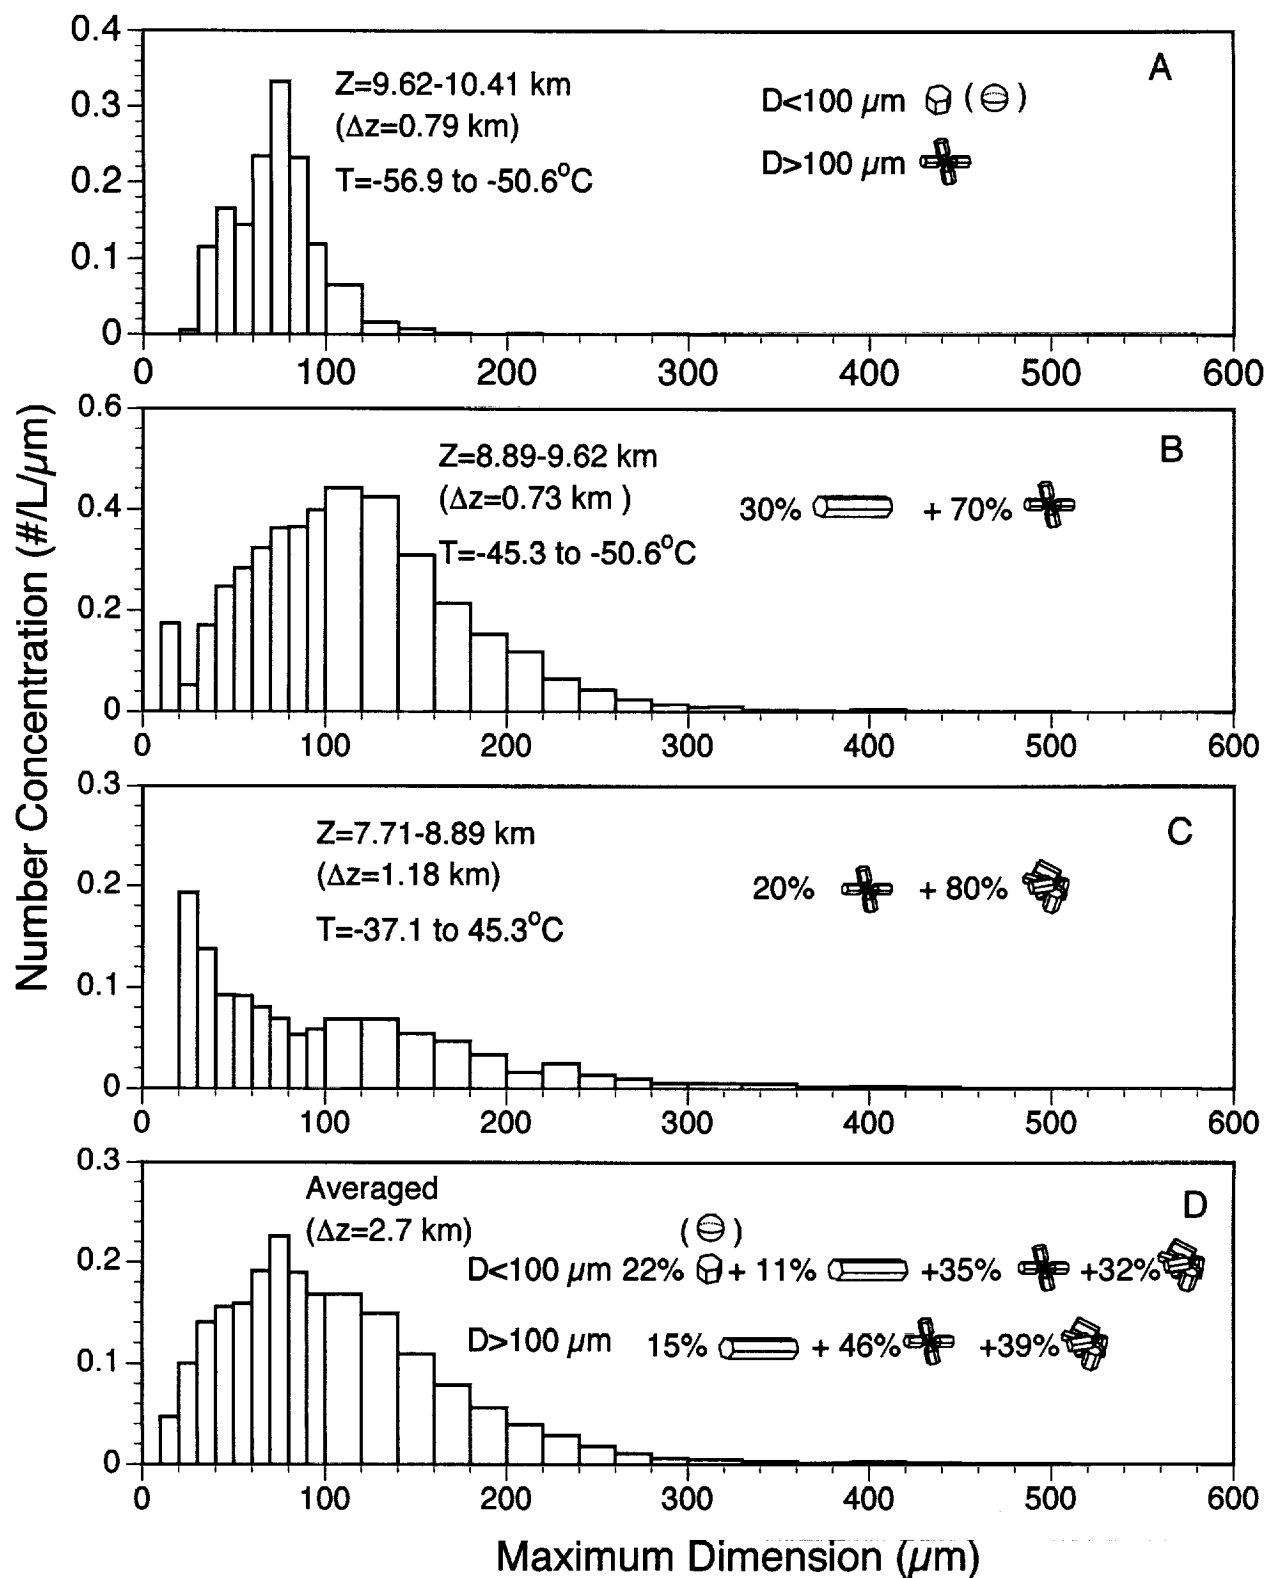 Number Concentration (#/L/µm)
0.4
0.3
0.2
0.1
0
A
Z=9.62-10.41 km
(Δz=0.79 km)
T=-56.9 to -50.6°C
D<100 µm ( )
D>100 µm
0 100 200 300 400 500 600
0.6
0.4
0.2
0
B
Z=8.89-9.62 km
(Δz=0.73 km )
T=-45.3 to -50.6°C
30% + 70%
0 100 200 300 400 500 600
0.3
0.2
0.1
0
C
Z=7.71-8.89 km
(Δz=1.18 km)
T=-37.1 to 45.3°C
20% + 80%
0 100 200 300 400 500 600
0.3
0.2
0.1
0
D
Averaged
(Δz=2.7 km)
( )
D<100 µm 22% + 11% +35% +32%
D>100 µm 15% + 46% +39%
0 100 200 300 400 500 600
Maximum Dimension (µm)